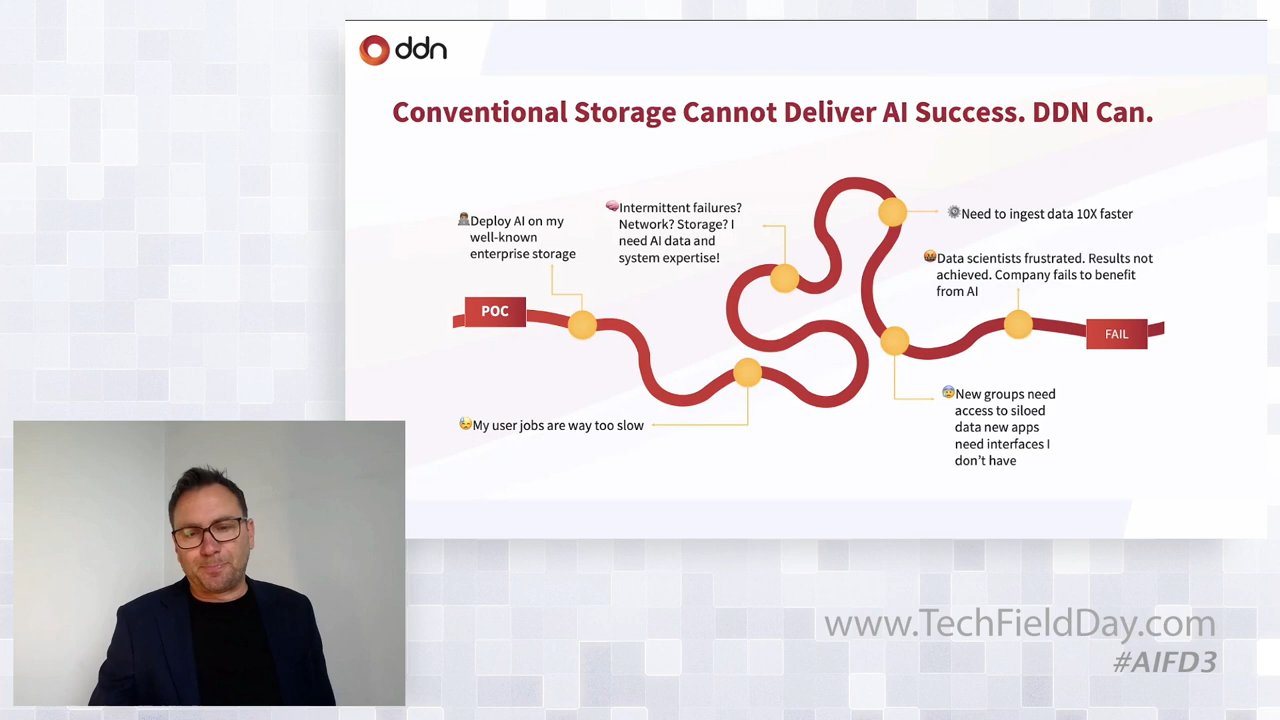 ddn
Conventional Storage Cannot Deliver AI Success. DDN Can.
Deploy AI on my
well-known
enterprise storage
Intermittent failures?
Network? Storage? I
need AI data and
system expertise!
Need to ingest data 10X faster
Data scientists frustrated. Results not
achieved. Company fails to benefit
from AI
POC
FAIL
My user jobs are way too slow
New groups need
access to siloed
data new apps
need interfaces I
don't have
www.TechFieldDay.com
#AIFD3